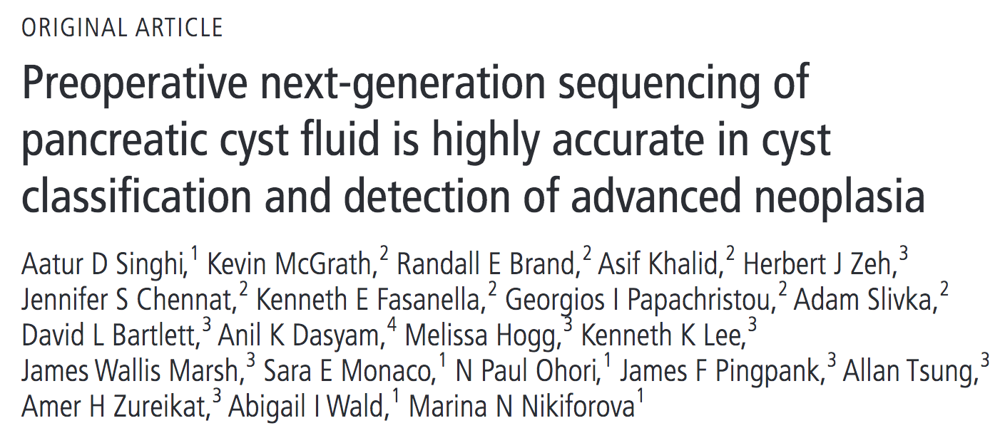 ORIGINAL ARTICLE
Preoperative next-generation sequencing of
pancreatic cyst fluid is highly accurate in cyst
classification and detection of advanced neoplasia
Aatur D Singhi,1 Kevin McGrath,2 Randall E Brand,2 Asif Khalid,2 Herbert J Zeh,3
Jennifer S Chennat,2 Kenneth E Fasanella,2 Georgios I Papachristou,2 Adam Slivka,2
David L Bartlett,3 Anil K Dasyam,4 Melissa Hogg,3 Kenneth K Lee,3
James Wallis Marsh,3 Sara E Monaco,1 N Paul Ohori,1 James F Pingpank,3 Allan Tsung,3
Amer H Zureikat,3 Abigail I Wald,1 Marina N Nikiforova1